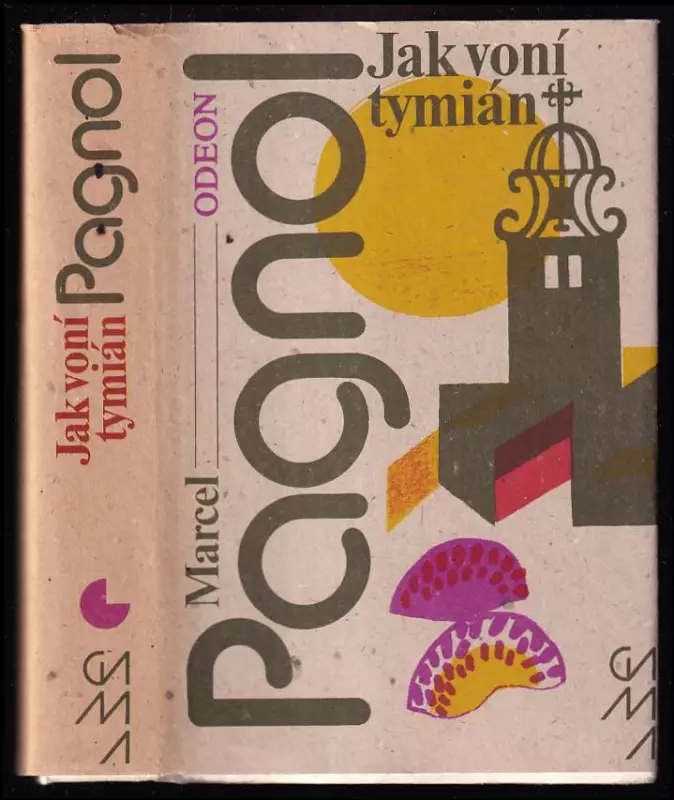 Pagnol
Jak voní
tymián
Marcel
ODEON
Pagnol
Jak voní
tymián